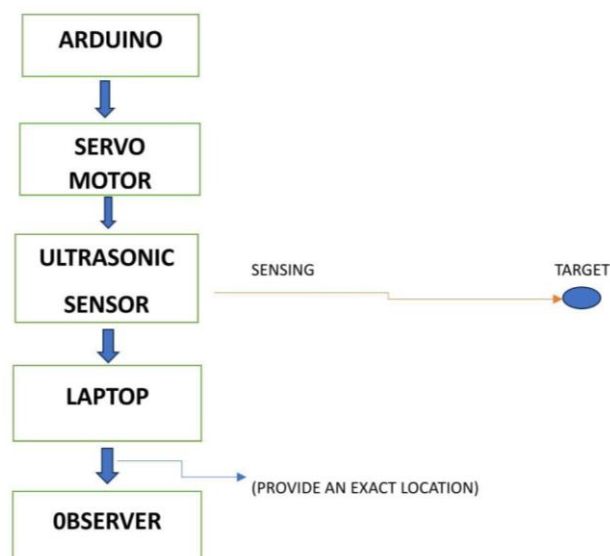 ARDUINO
SERVO
MOTOR
ULTRASONIC
SENSOR
SENSING
TARGET
LAPTOP
(PROVIDE AN EXACT LOCATION)
0BSERVER